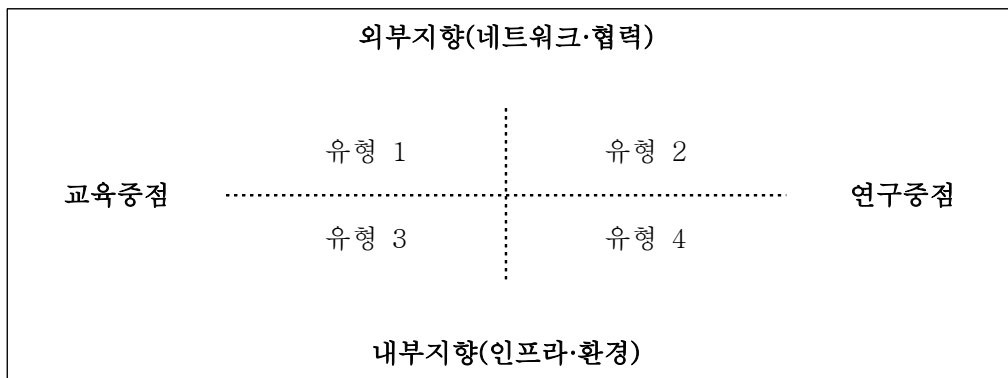 외부지향(네트워크·협력)
유형 1
유형 2
교육중점
연구중점
유형 3
유형 4
내부지향(인프라·환경)